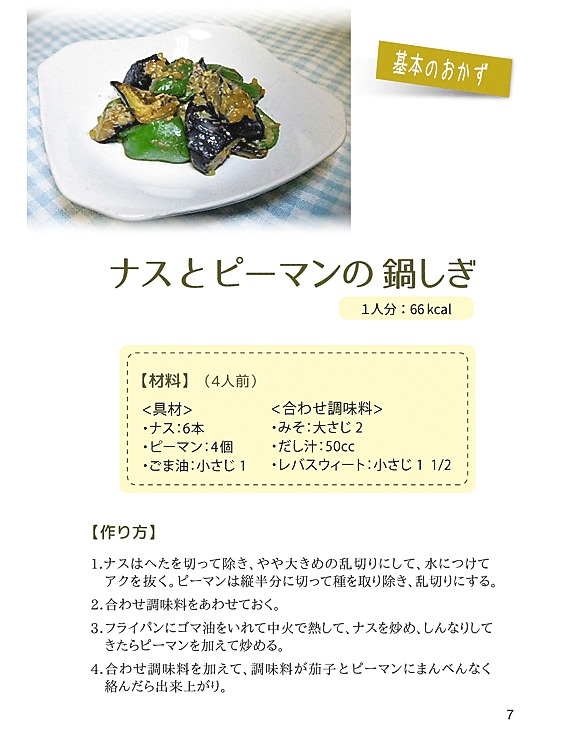 基本のおかず
ナスとピーマンの鍋しぎ
1人分：66kcal
【材料】（4人前）
<具材>
・ナス：6本
・ピーマン：4個
・ごま油：小さじ1
<合わせ調味料>
・みそ：大さじ2
・だし汁：50cc
・レバスウィート：小さじ1 1/2
【作り方】
1.ナスはへたを切って除き、やや大きめの乱切りにして、水につけて
アクを抜く。ピーマンは縦半分に切って種を取り除き、乱切りにする。
2.合わせ調味料をあわせておく。
3.フライパンにゴマ油をいれて中火で熱して、ナスを炒め、しんなりして
きたらピーマンを加えて炒める。
4.合わせ調味料を加えて、調味料が茄子とピーマンにまんべんなく
絡んだら出来上がり。
7